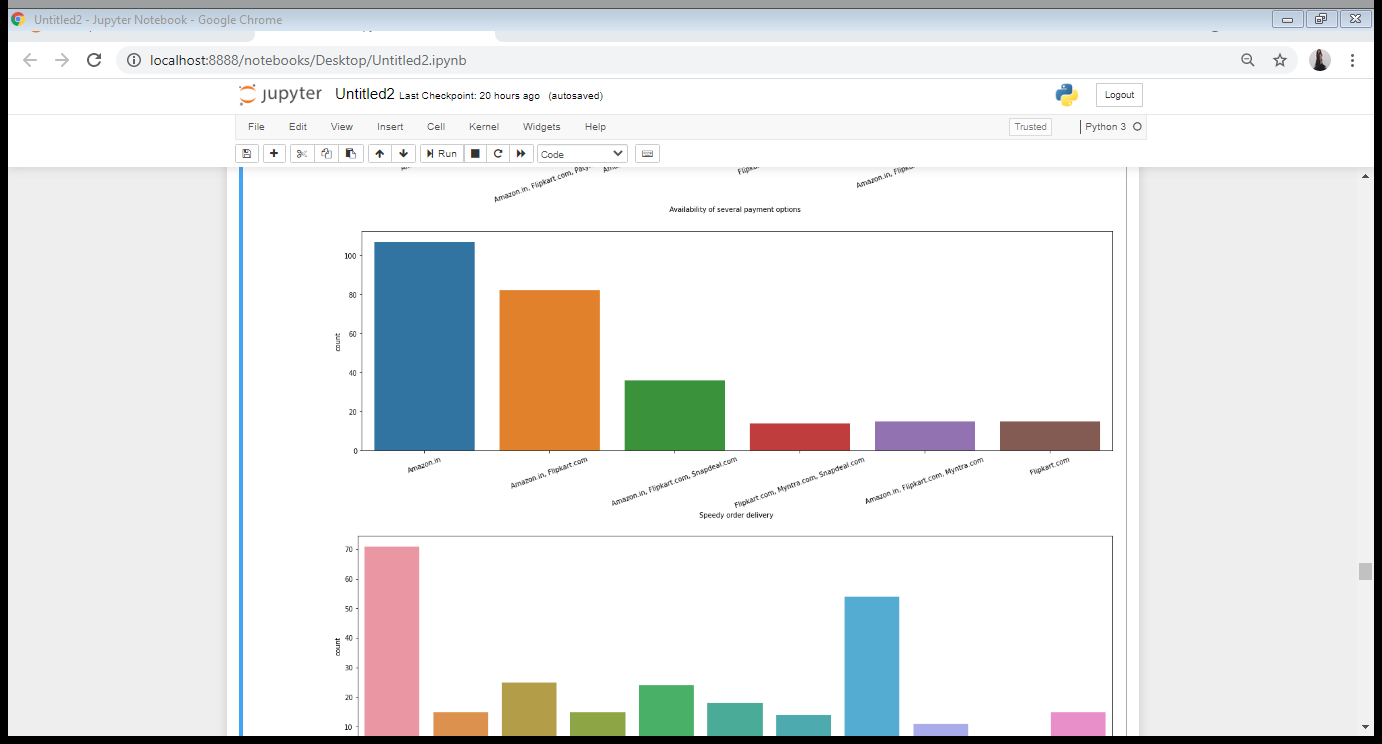 Untitled2 - Jupyter Notebook - Google Chrome
localhost:8888/notebooks/Desktop/Untitled2.ipynb
jupyter Untitled2 Last Checkpoint: 20 hours ago (autosaved)
Logout
File Edit View Insert Cell Kernel Widgets Help
Trusted
Python 3
Run
Code
Amazon.in, Flipkart.com,
Amazon.in,
Availability of several payment options
100
80
60
40
20
0
count
Amazon.in
Amazon.in, Flipkart.com
Amazon.in, Flipkart.com, Snapdeal.com
Flipkart.com, Myntra.com, Snapdeal.com
Amazon.in, Flipkart.com, Myntra.com
Flipkart.com
Speedy order delivery
70
60
50
40
30
20
10
count